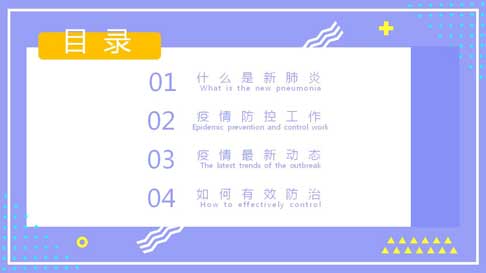 目录
01 什么是新肺炎
What is the new pneumonia
02 疫情防控工作
Epidemic prevention and control work
03 疫情最新动态
The latest trends of the outbreak
04 如何有效防治
How to effectively control